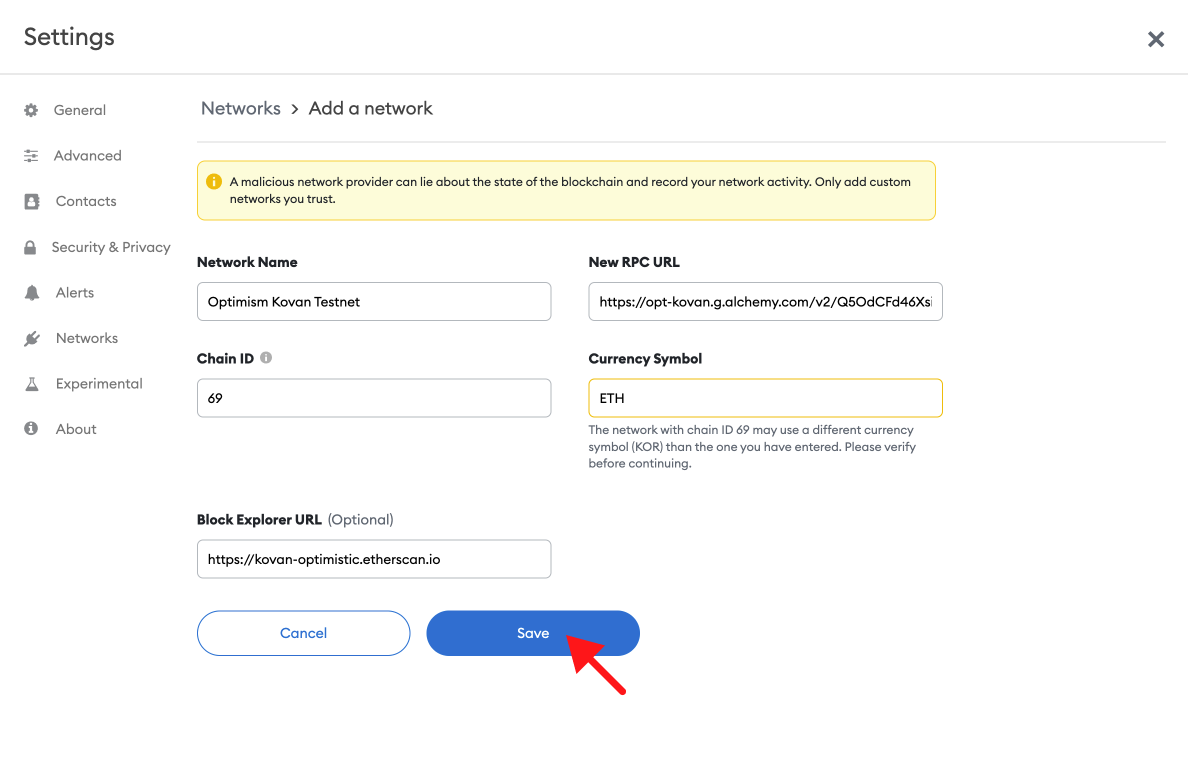 Settings
General
Advanced
Contacts
Security & Privacy
Alerts
Networks
Experimental
About
Networks > Add a network
A malicious network provider can lie about the state of the blockchain and record your network activity. Only add custom
networks you trust.
Network Name
Optimism Kovan Testnet
New RPC URL
https://opt-kovan.g.alchemy.com/v2/Q5OdCFd46Xsi
Chain ID
69
Currency Symbol
ETH
The network with chain ID 69 may use a different currency
symbol (KOR) than the one you have entered. Please verify
before continuing.
Block Explorer URL (Optional)
https://kovan-optimistic.etherscan.io
Cancel
Save